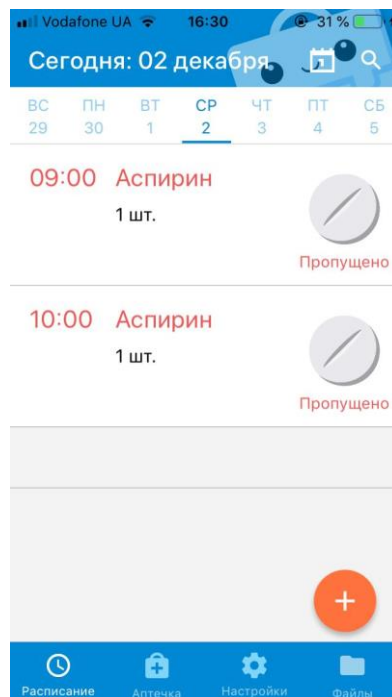 Vodafone UA 16:30 31 %
Сегодня: 02 декабря
ВС ПН ВТ СР ЧТ ПТ СБ
29 30 1 2 3 4 5
09:00 Аспирин
1 шт.
Пропущено
10:00 Аспирин
1 шт.
Пропущено
Расписание Аптечка Настройки Файлы